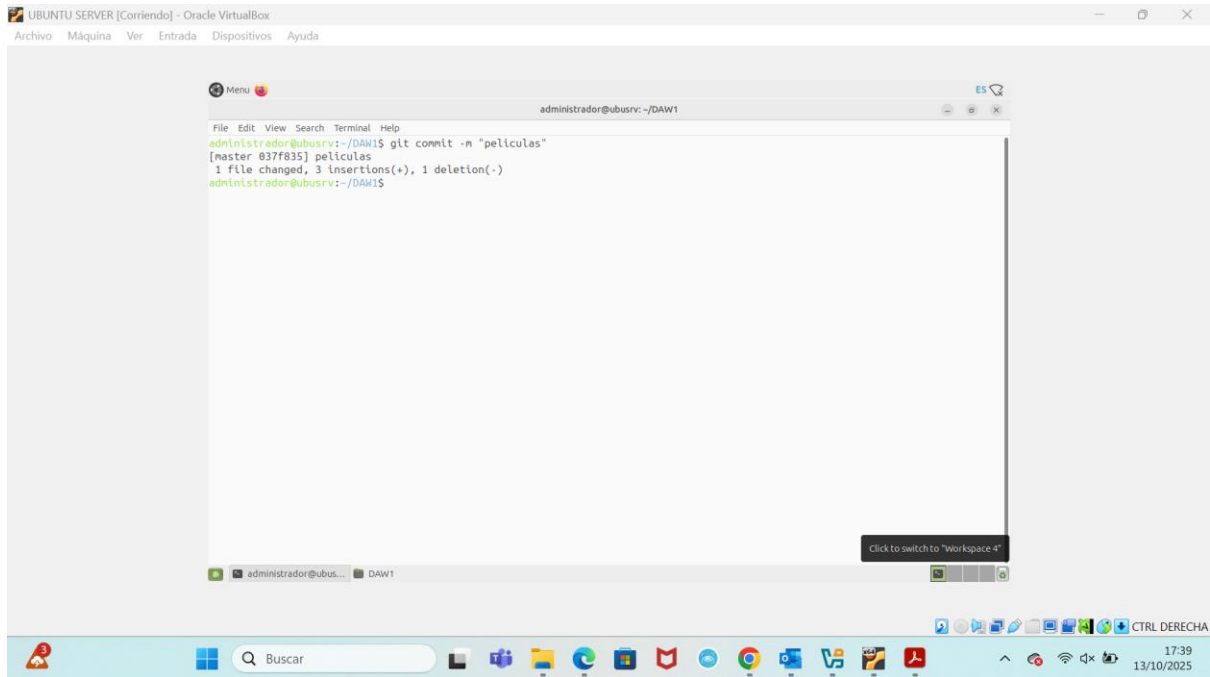 UBUNTU SERVER [Corriendo] - Oracle VirtualBox
Archivo Máquina Ver Entrada Dispositivos Ayuda
Menu ES
administrador@ubusrv: ~/DAW1
File Edit View Search Terminal Help
administrador@ubusrv:~/DAW1$ git commit -m "peliculas"
[master 037f835] peliculas
1 file changed, 3 insertions(+), 1 deletion(-)
administrador@ubusrv:~/DAW1$
Click to switch to "Workspace 4"
administrador@ubus... DAW1
CTRL DERECHA
3 Buscar 17:39
13/10/2025